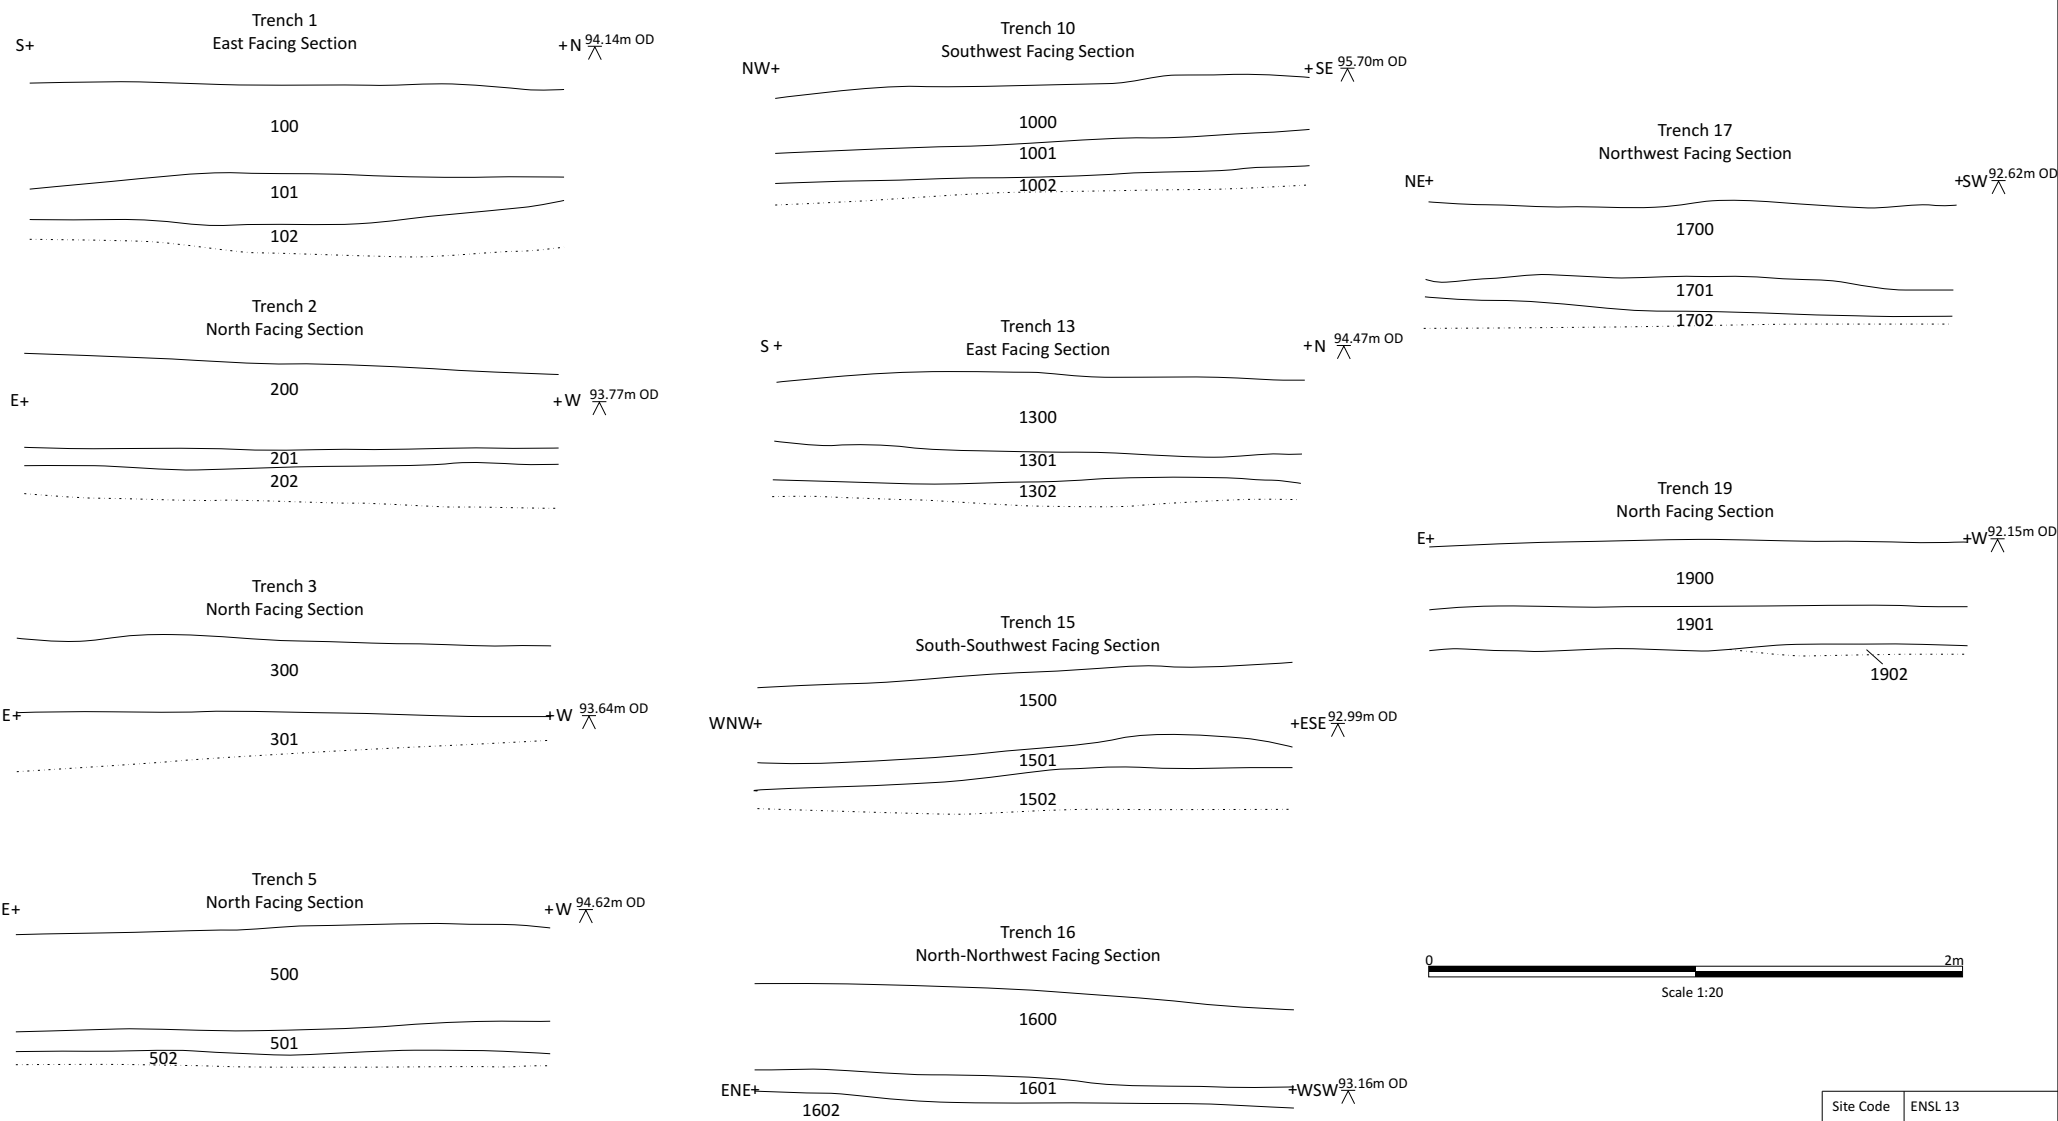 Trench 1
East Facing Section
S+
+N 94.14m OD
100
101
102
Trench 2
North Facing Section
200
E+
+W 93.77m OD
201
202
Trench 3
North Facing Section
300
E+
+W 93.64m OD
301
Trench 5
North Facing Section
E+
+W 94.62m OD
500
501
502
Trench 10
Southwest Facing Section
NW+
+SE 95.70m OD
1000
1001
1002
Trench 13
East Facing Section
S +
+N 94.47m OD
1300
1301
1302
Trench 15
South-Southwest Facing Section
1500
WNW+
+ESE 92.99m OD
1501
1502
Trench 16
North-Northwest Facing Section
1600
ENE+
1601
+WSW 93.16m OD
1602
Trench 17
Northwest Facing Section
NE+
+SW 92.62m OD
1700
1701
1702
Trench 19
North Facing Section
E+
+W 92.15m OD
1900
1901
1902
0 2m
Scale 1:20
Site Code ENSL 13